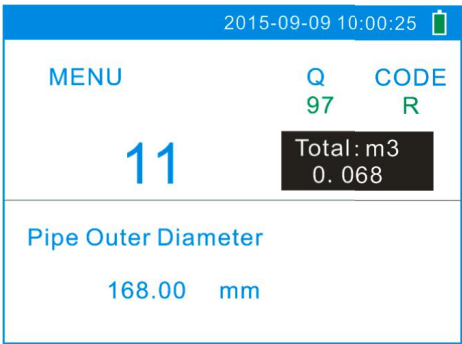 2015-09-09 10:00:25
MENU Q CODE
97 R
11 Total:m3
0.068
Pipe Outer Diameter
168.00 mm